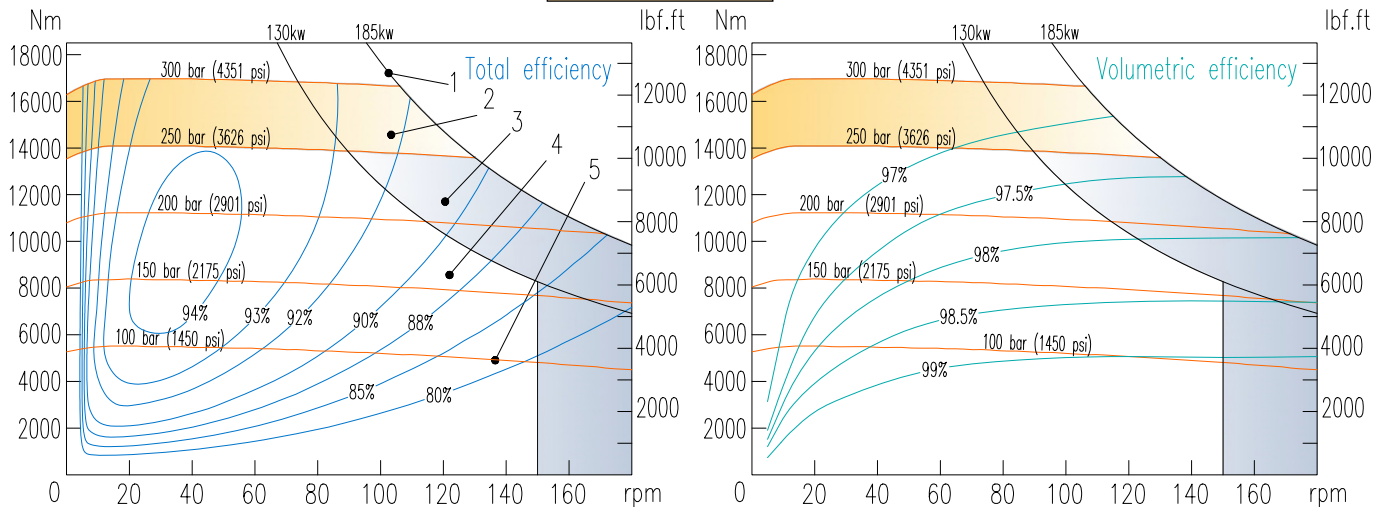 Nm
130kw
185kw
lbf.ft
Total efficiency
18000
16000
14000
12000
10000
8000
6000
4000
2000
0
300 bar (4351 psi)
250 bar (3626 psi)
200 bar (2901 psi)
150 bar (2175 psi)
100 bar (1450 psi)
94%
93%
92%
90%
88%
85%
80%
1
2
3
4
5
12000
10000
8000
6000
4000
2000
20
40
60
80
100
120
140
160
rpm
Nm
130kw
185kw
lbf.ft
Volumetric efficiency
18000
16000
14000
12000
10000
8000
6000
4000
2000
0
300 bar (4351 psi)
250 bar (3626 psi)
200 bar (2901 psi)
150 bar (2175 psi)
100 bar (1450 psi)
97%
97.5%
98%
98.5%
99%
12000
10000
8000
6000
4000
2000
20
40
60
80
100
120
140
160
rpm